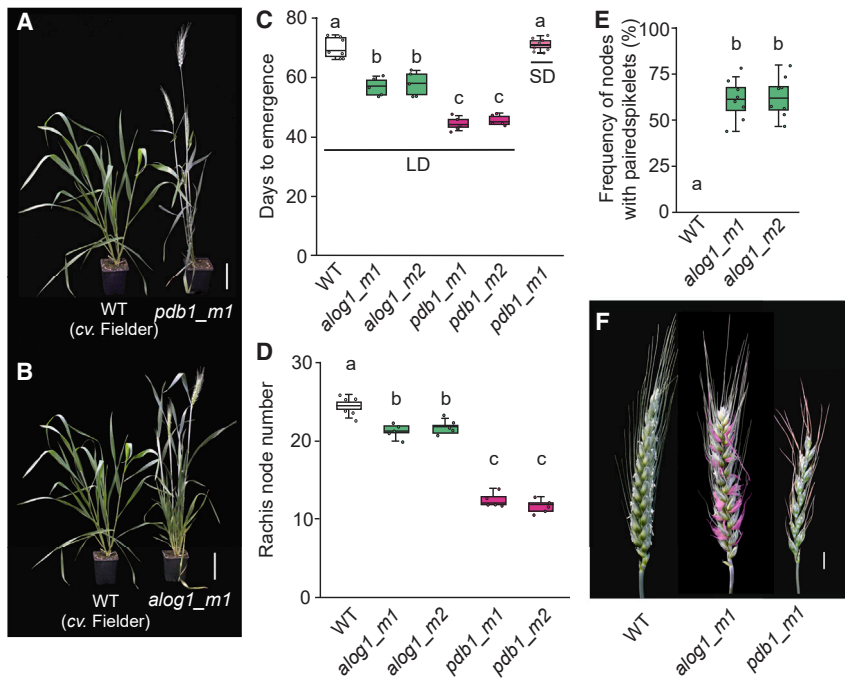 A
WT
(cv. Fielder)
pdb1_m1
B
WT
(cv. Fielder)
alog1_m1
C
Days to emergence
80
60
40
20
0
a
b
b
c
c
a
SD
LD
WT
alog1_m1
alog1_m2
pdb1_m1
pdb1_m2
pdb1_m1
D
Rachis node number
30
20
10
0
a
b
b
c
c
WT
alog1_m1
alog1_m2
pdb1_m1
pdb1_m2
E
Frequency of nodes
with pairedspikelets (%)
100
75
50
25
0
a
b
b
WT
alog1_m1
alog1_m2
F
WT
alog1_m1
pdb1_m1